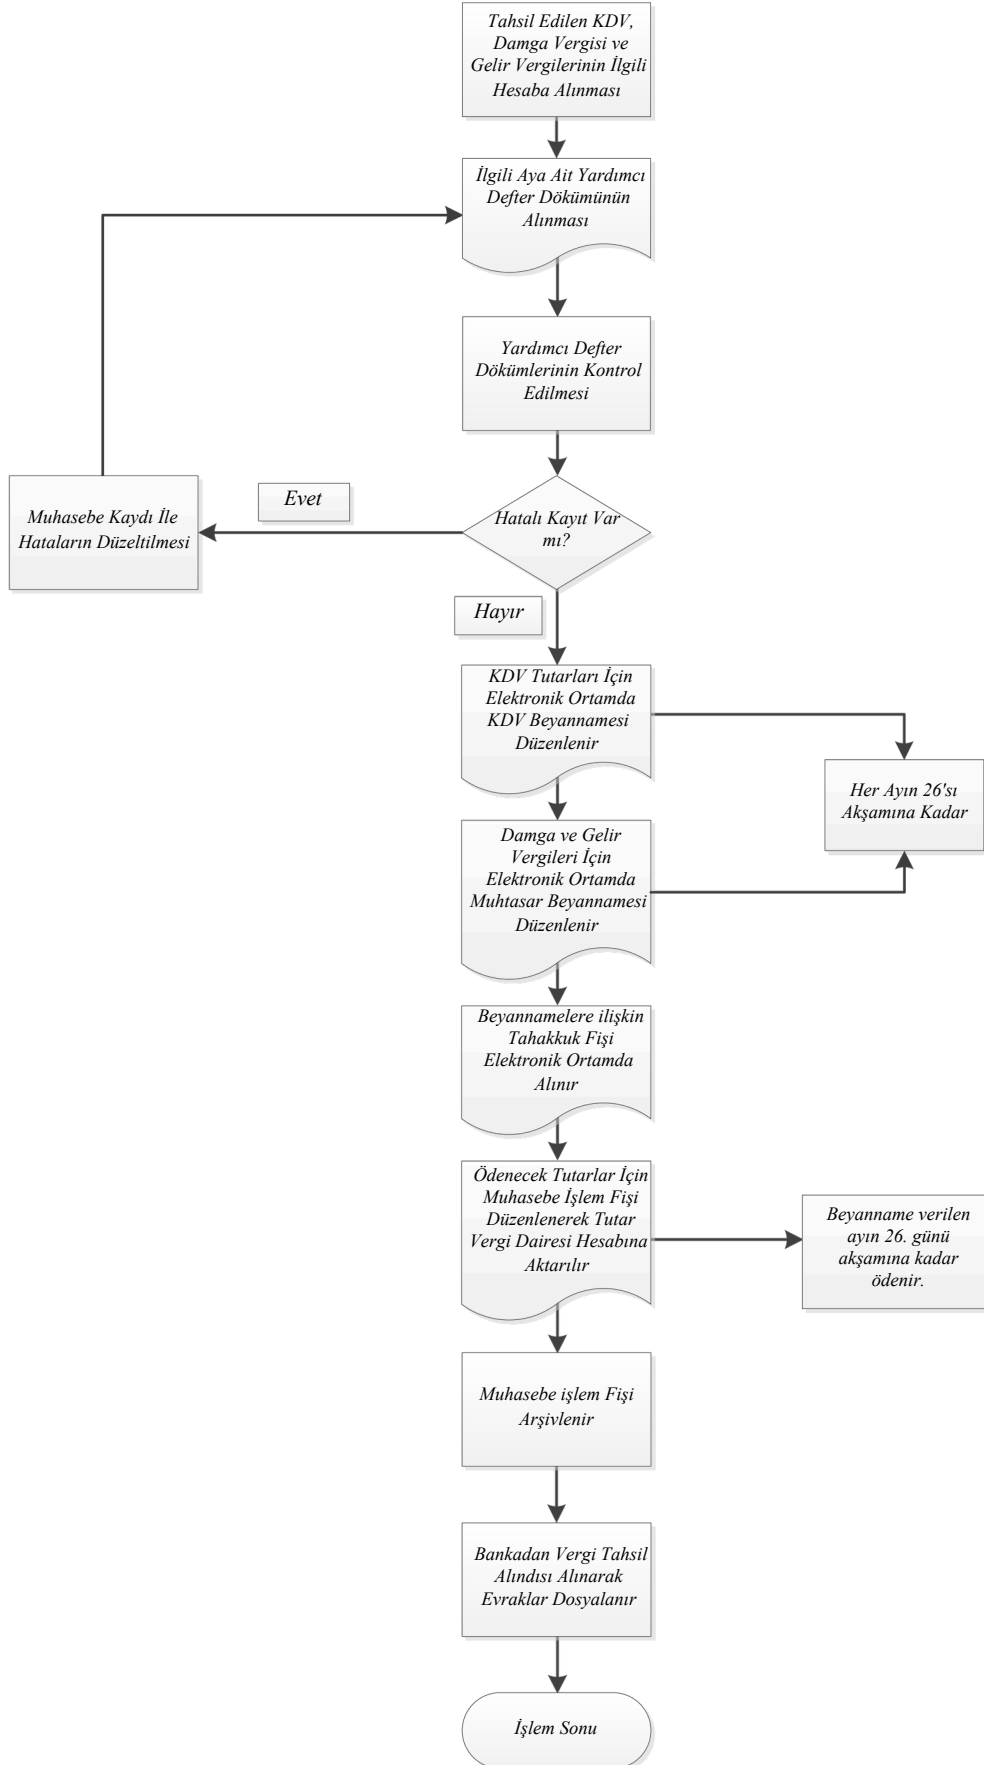 Tahsil Edilen KDV,
Damga Vergisi ve
Gelir Vergilerinin İlgili
Hesaba Alınması
İlgili Aya Ait Yardımcı
Defter Dökümünün
Alınması
Yardımcı Defter
Dökümlerinin Kontrol
Edilmesi
Hatalı Kayıt Var
mı?
Evet
Muhasebe Kaydı İle
Hataların Düzeltilmesi
Hayır
KDV Tutarları İçin
Elektronik Ortamda
KDV Beyannamesi
Düzenlenir
Her Ayın 26'sı
Akşamına Kadar
Damga ve Gelir
Vergileri İçin
Elektronik Ortamda
Muhtasar Beyannamesi
Düzenlenir
Beyannamelere ilişkin
Tahakkuk Fişi
Elektronik Ortamda
Alınır
Ödenecek Tutarlar İçin
Muhasebe İşlem Fişi
Düzenlenerek Tutar
Vergi Dairesi Hesabına
Aktarılır
Beyanname verilen
ayın 26. günü
akşamına kadar
ödenir.
Muhasebe işlem Fişi
Arşivlenir
Bankadan Vergi Tahsil
Alındısı Alınarak
Evraklar Dosyalanır
İşlem Sonu